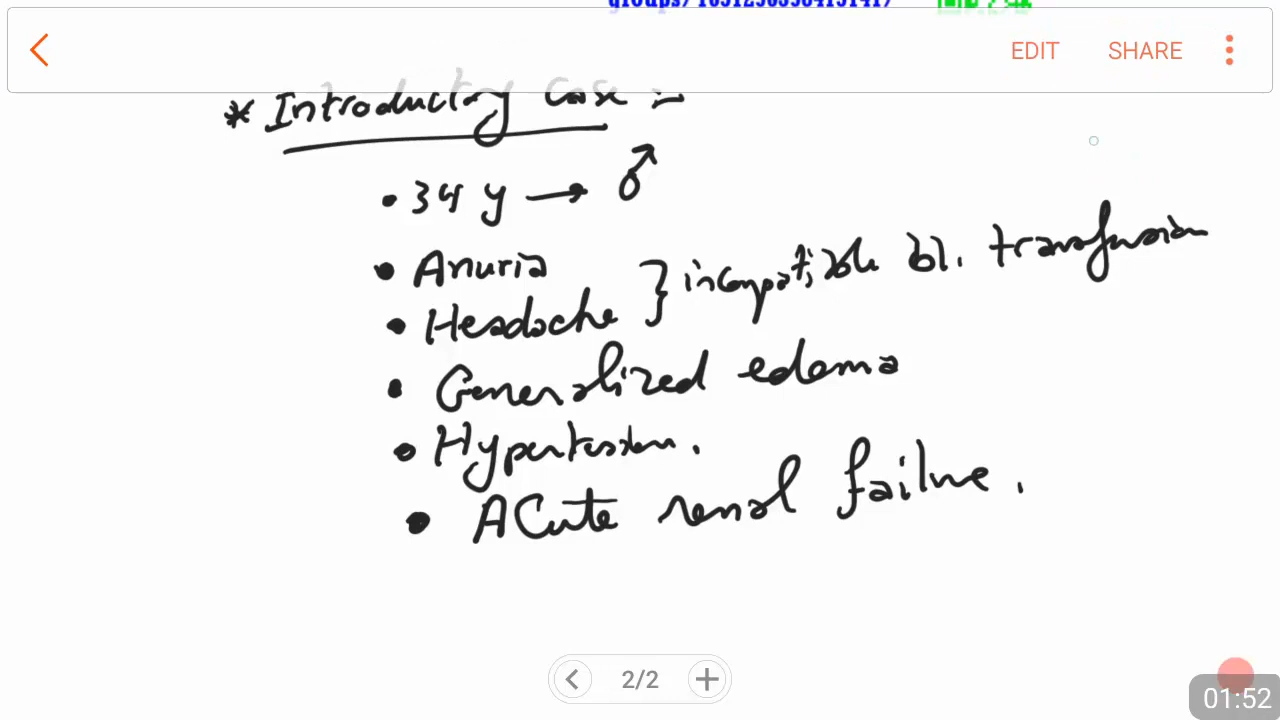 EDIT SHARE
* Introductory Case :-
• 34 y → ♂
• Anuria
• Headache } incompatible bl. transfusion
• Generalized edema
• Hypertension.
• ACute renal failure.
2/2
01:52